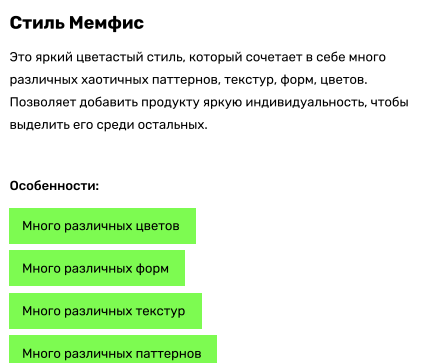 Стиль Мемфис
Это яркий цветастый стиль, который сочетает в себе много
различных хаотичных паттернов, текстур, форм, цветов.
Позволяет добавить продукту яркую индивидуальность, чтобы
выделить его среди остальных.
Особенности:
Много различных цветов
Много различных форм
Много различных текстур
Много различных паттернов